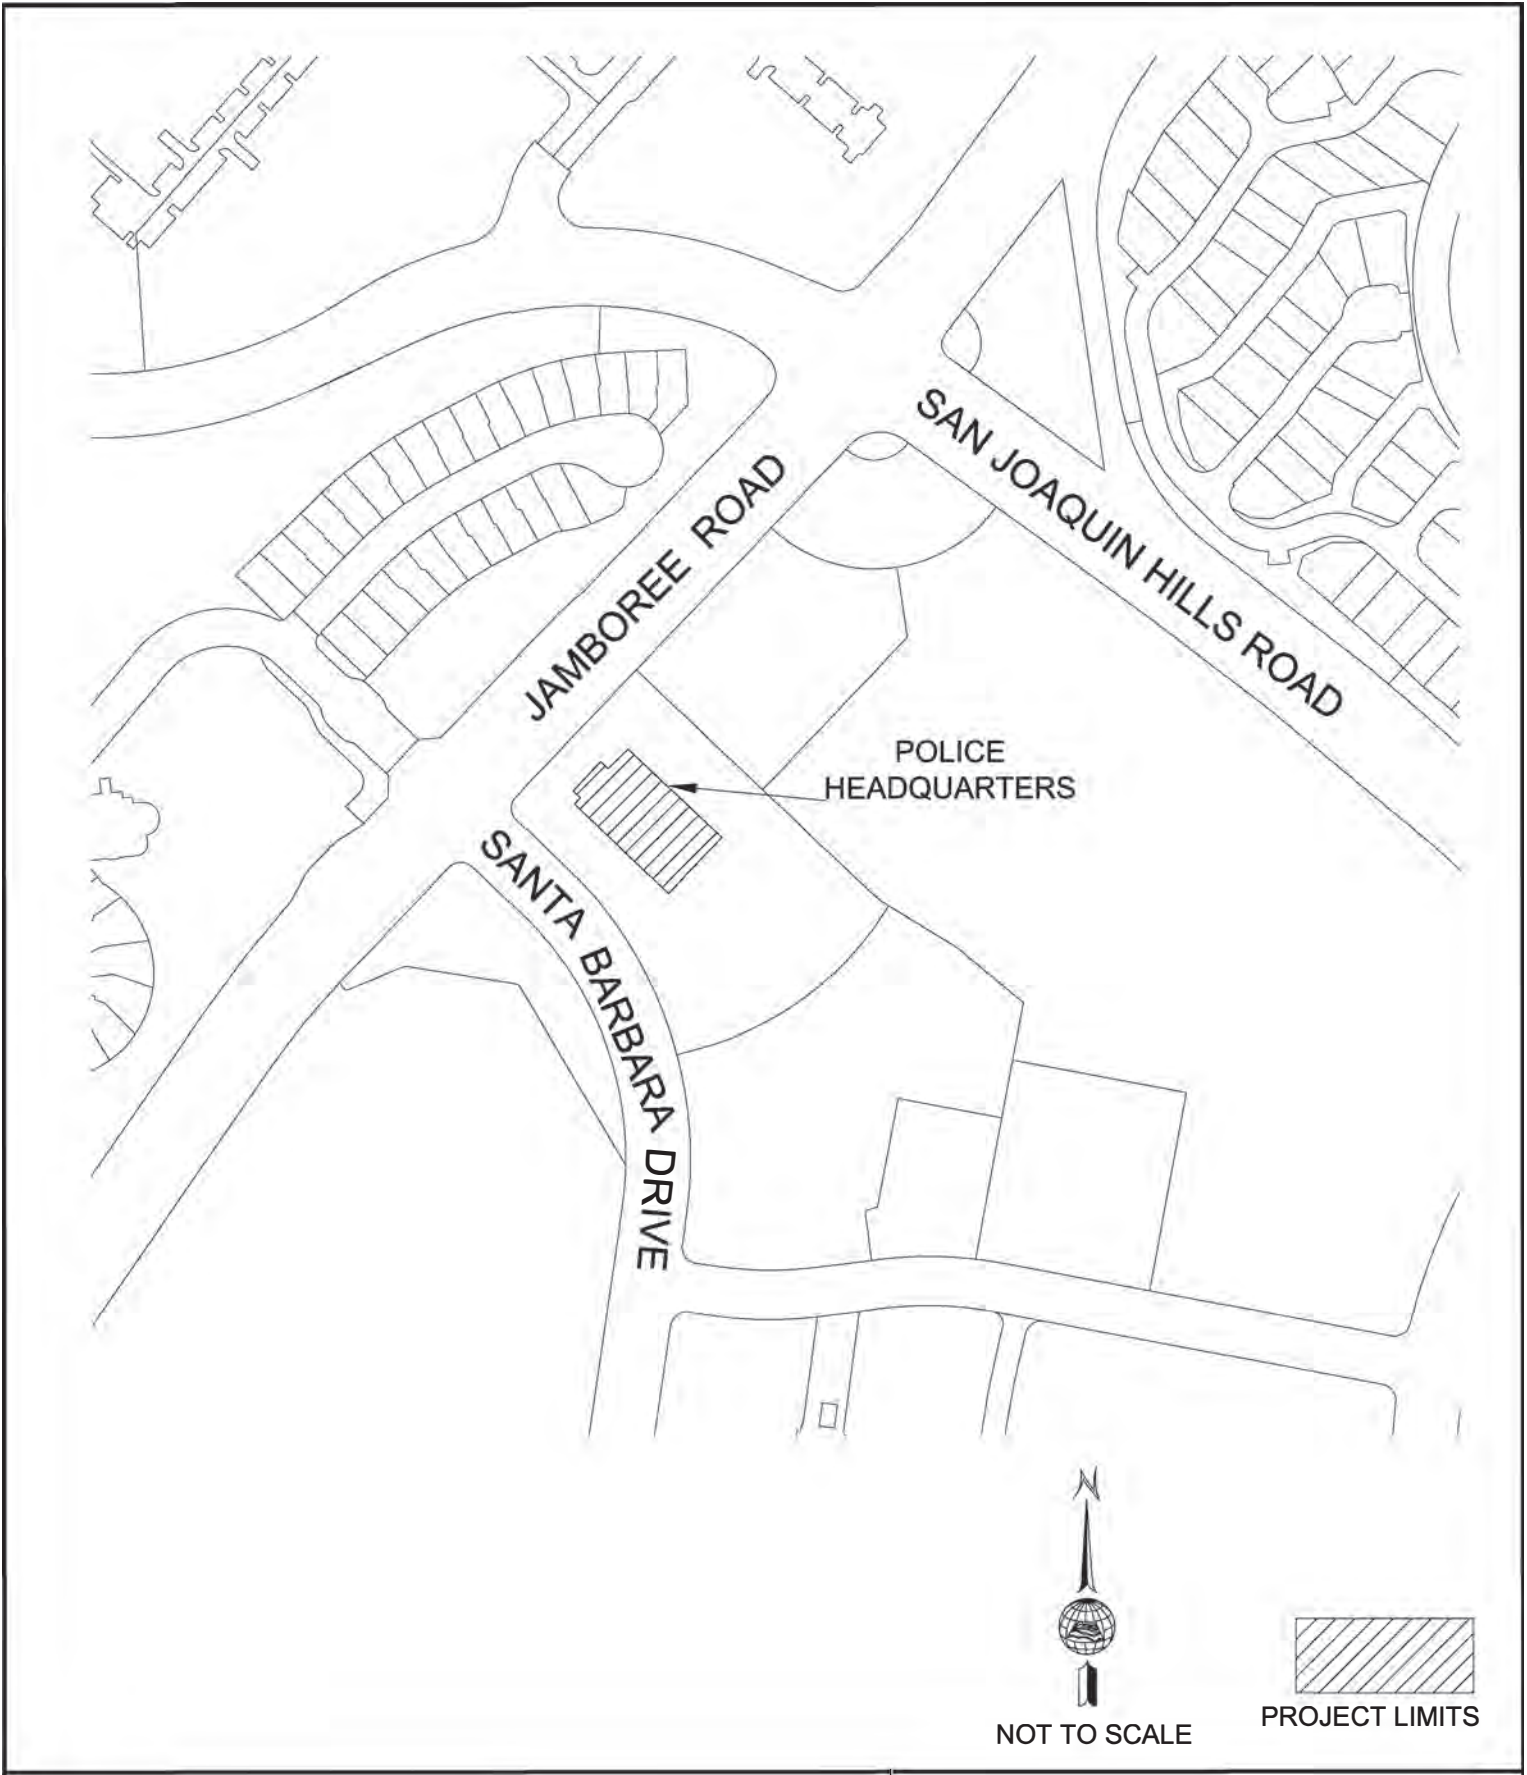 SAN JOAQUIN HILLS ROAD
JAMBOREE ROAD
POLICE
HEADQUARTERS
SANTA BARBARA DRIVE
N
NOT TO SCALE
PROJECT LIMITS